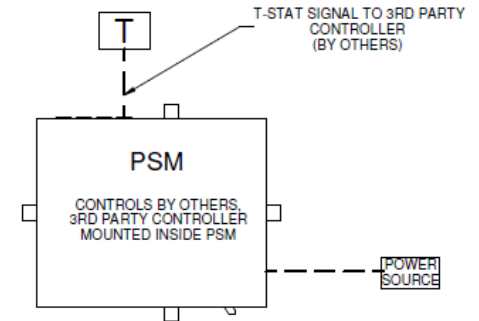 T
T-STAT SIGNAL TO 3RD PARTY
CONTROLLER
(BY OTHERS)
PSM
CONTROLS BY OTHERS,
3RD PARTY CONTROLLER
MOUNTED INSIDE PSM
POWER
SOURCE